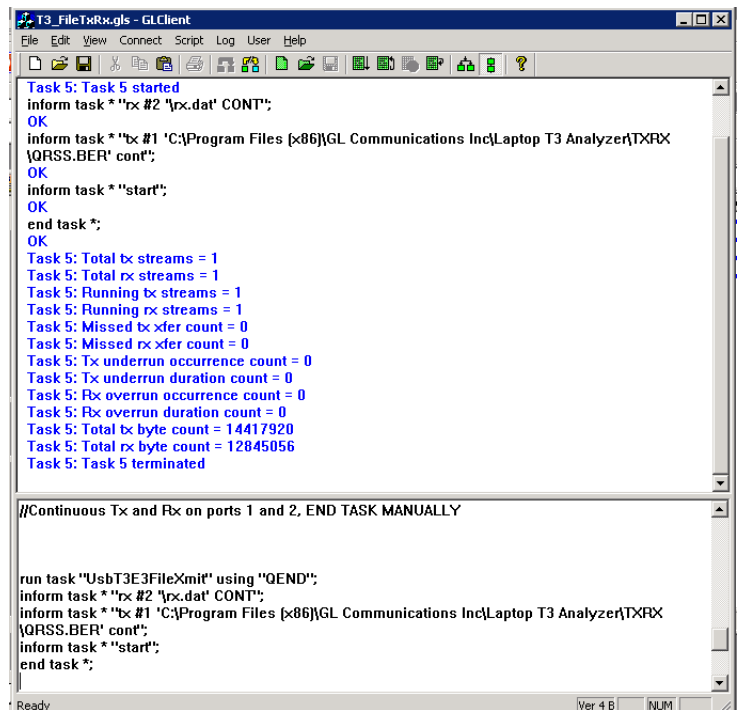 T3_FileTxRx.gls - GLClient
File Edit View Connect Script Log User Help
Task 5: Task 5 started
inform task * "rx #2 '\rx.dat' CONT";
OK
inform task * "tx #1 'C:\Program Files (x86)\GL Communications Inc\Laptop T3 Analyzer\TXRX
\QRSS.BER' cont";
OK
inform task * "start";
OK
end task *;
OK
Task 5: Total tx streams = 1
Task 5: Total rx streams = 1
Task 5: Running tx streams = 1
Task 5: Running rx streams = 1
Task 5: Missed tx xfer count = 0
Task 5: Missed rx xfer count = 0
Task 5: Tx underrun occurrence count = 0
Task 5: Tx underrun duration count = 0
Task 5: Rx overrun occurrence count = 0
Task 5: Rx overrun duration count = 0
Task 5: Total tx byte count = 14417920
Task 5: Total rx byte count = 12845056
Task 5: Task 5 terminated
//Continuous Tx and Rx on ports 1 and 2, END TASK MANUALLY
run task "UsbT3E3FileXmit" using "QEND";
inform task * "rx #2 '\rx.dat' CONT";
inform task * "tx #1 'C:\Program Files (x86)\GL Communications Inc\Laptop T3 Analyzer\TXRX
\QRSS.BER' cont";
inform task * "start";
end task *;
Ready Ver 4 B NUM